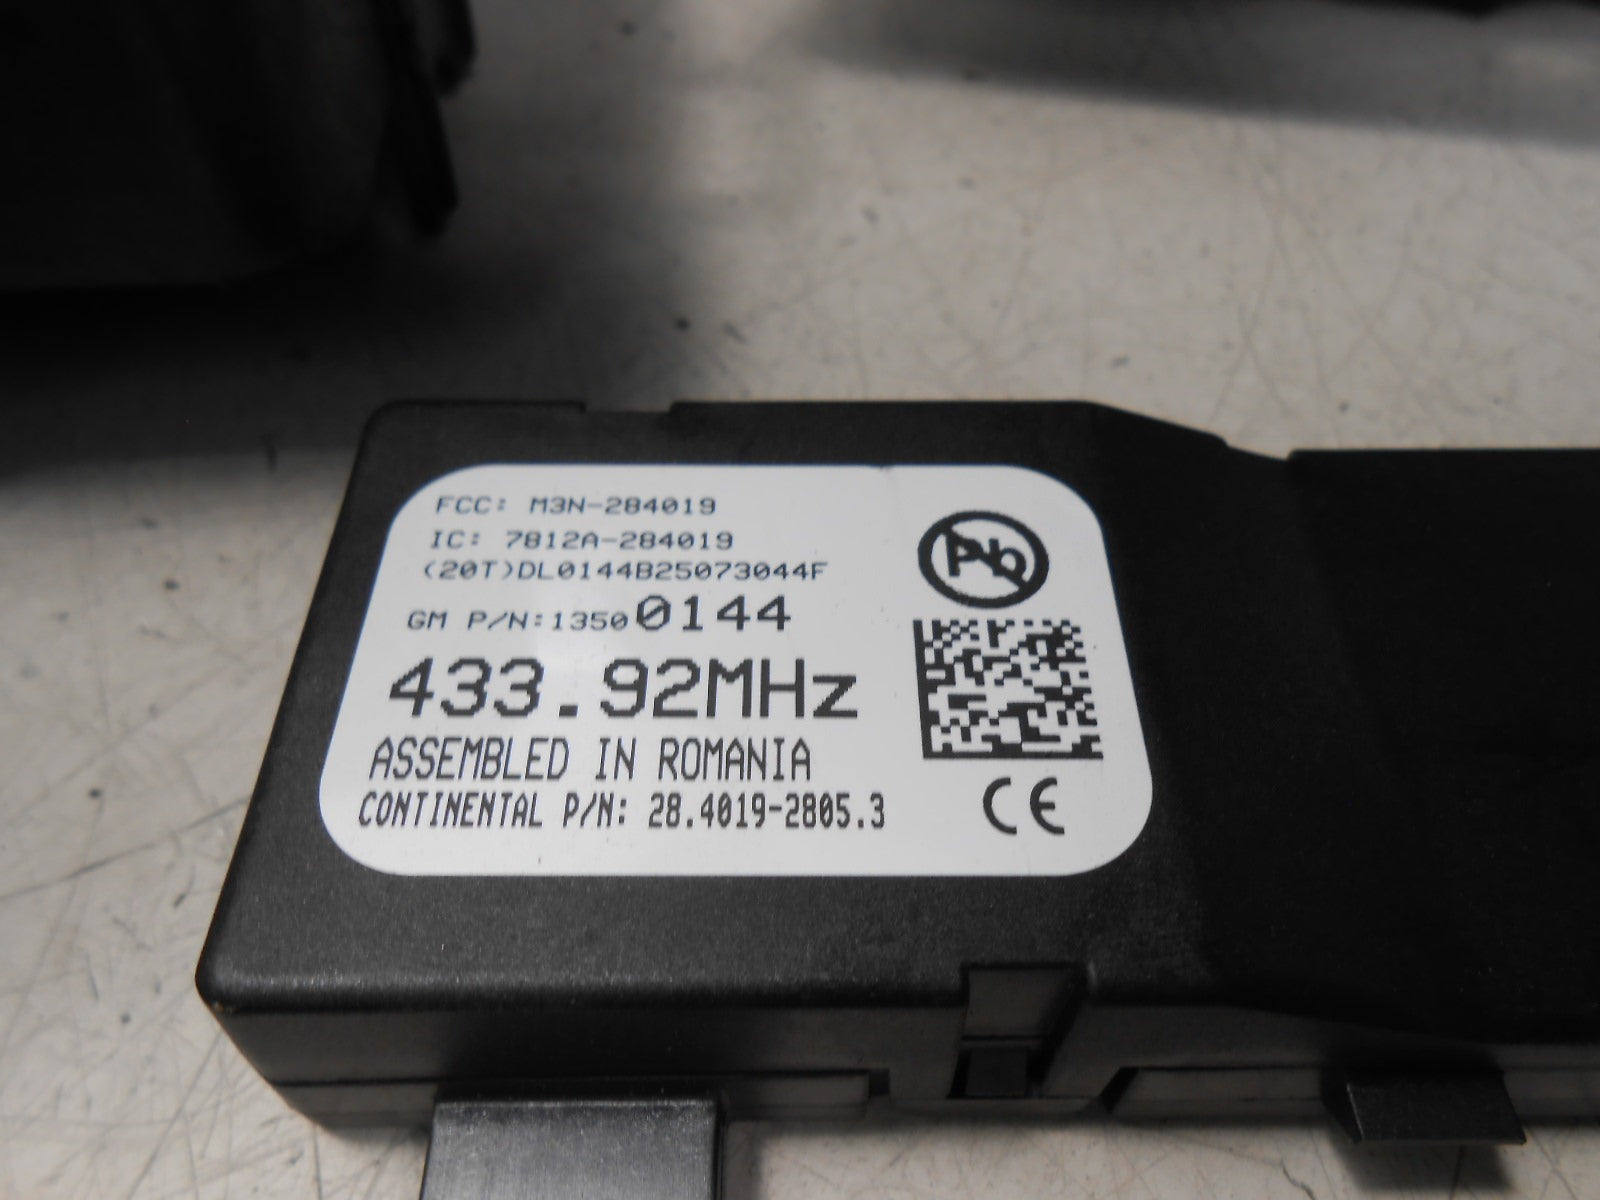 FCC: M3N-284019
IC: 7812A-284019
(20T)DL0144B25073044F
GM P/N:13500144
433.92MHz
ASSEMBLED IN ROMANIA
CONTINENTAL P/N: 28.4019-2805.3
Pb
CE